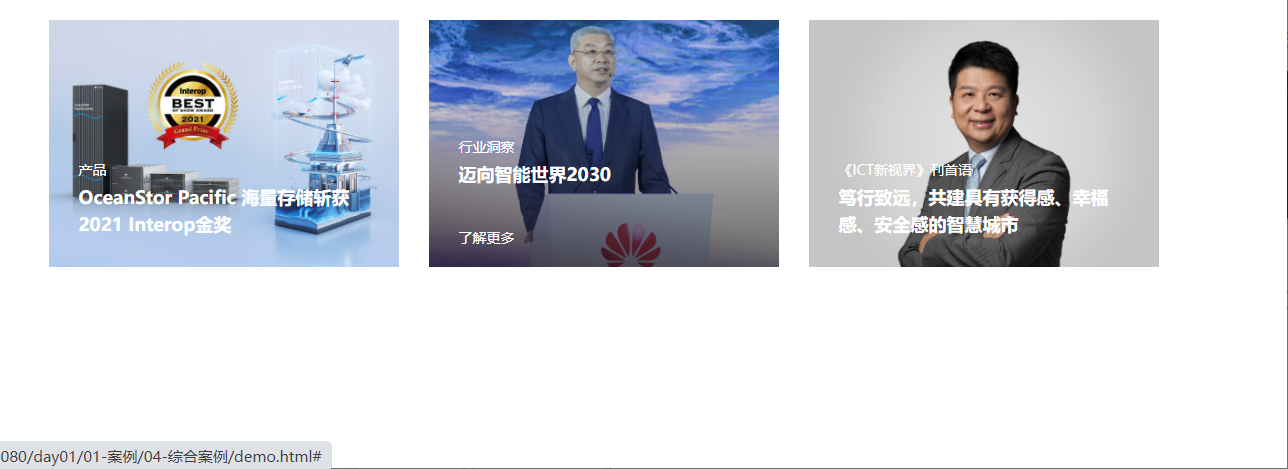 Interop
BEST
OF SHOW AWARD
2021
Grand Prize
产品
OceanStor Pacific 海量存储斩获
2021 Interop金奖
行业洞察
迈向智能世界2030
了解更多
《ICT新视界》刊首语
笃行致远，共建具有获得感、幸福
感、安全感的智慧城市
080/day01/01-案例/04-综合案例/demo.html#